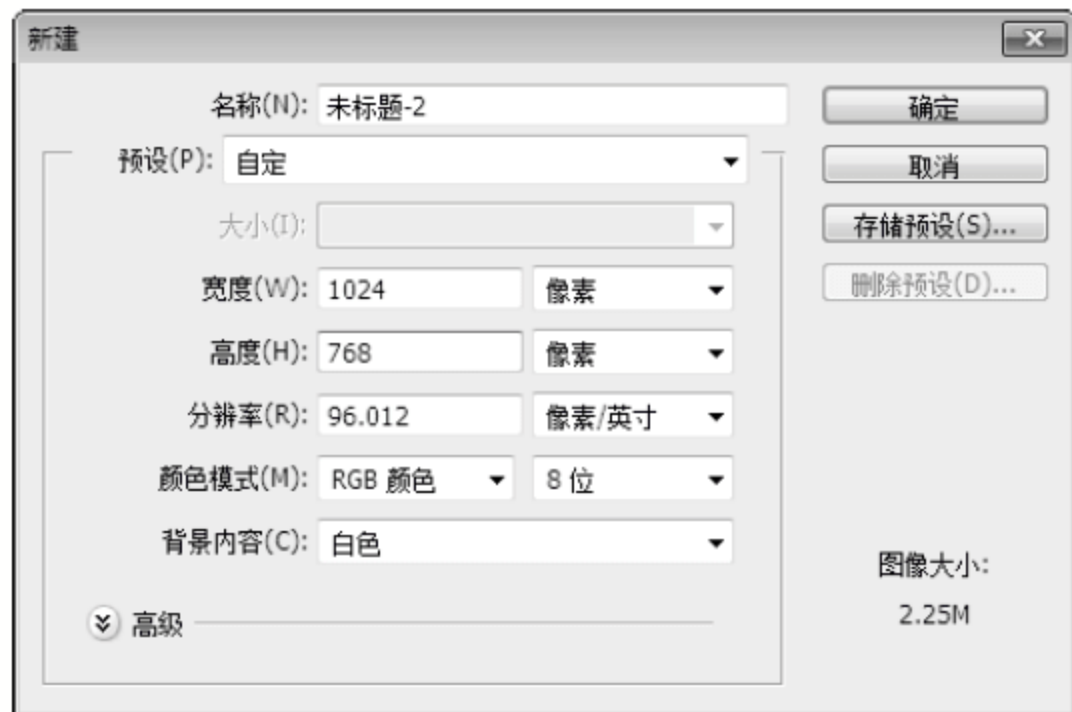 新建
名称(N): 未标题-2
确定
预设(P): 自定
取消
大小(I):
存储预设(S)...
宽度(W): 1024 像素
删除预设(D)...
高度(H): 768 像素
分辨率(R): 96.012 像素/英寸
颜色模式(M): RGB 颜色 8 位
背景内容(C): 白色
图像大小:
2.25M
高级